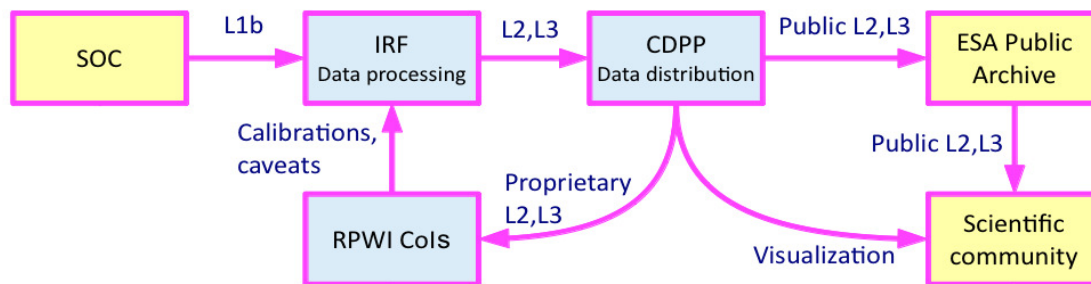 SOC
L1b
IRF
Data processing
L2,L3
CDPP
Data distribution
Public L2,L3
ESA Public
Archive
Calibrations,
caveats
Public L2,L3
RPWI CoIs
Proprietary
L2,L3
Visualization
Scientific
community